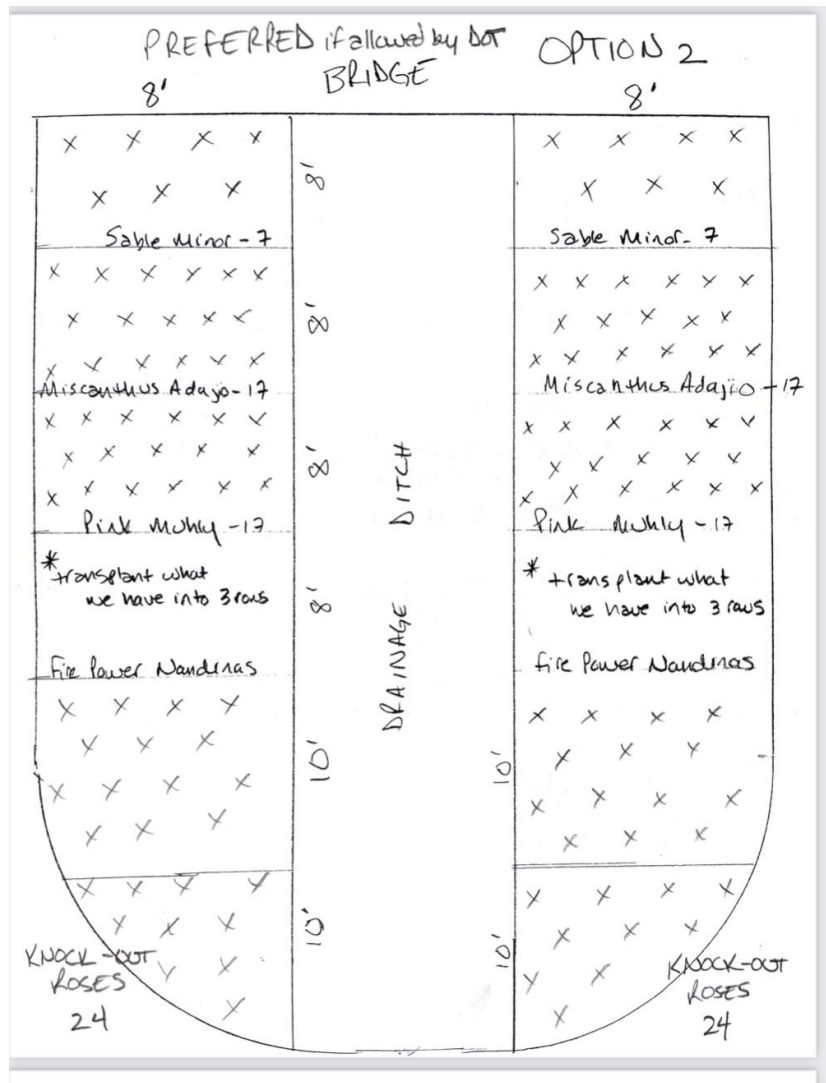 PREFERRED if allowed by DOT
BRIDGE
OPTION 2
8'
8'
8'
Sable Minor - 7
Sable Minor - 7
8'
Miscanthus Adajo - 17
Miscanthus Adajio - 17
8'
DRAINAGE DITCH
Pink Muhly - 17
Pink Muhly - 17
* transplant what
we have into 3 rows
* transplant what
we have into 3 rows
8'
Fire Power Nandinas
Fire Power Nandinas
10'
10'
10'
10'
KNOCK-OUT
ROSES
24
KNOCK-OUT
ROSES
24